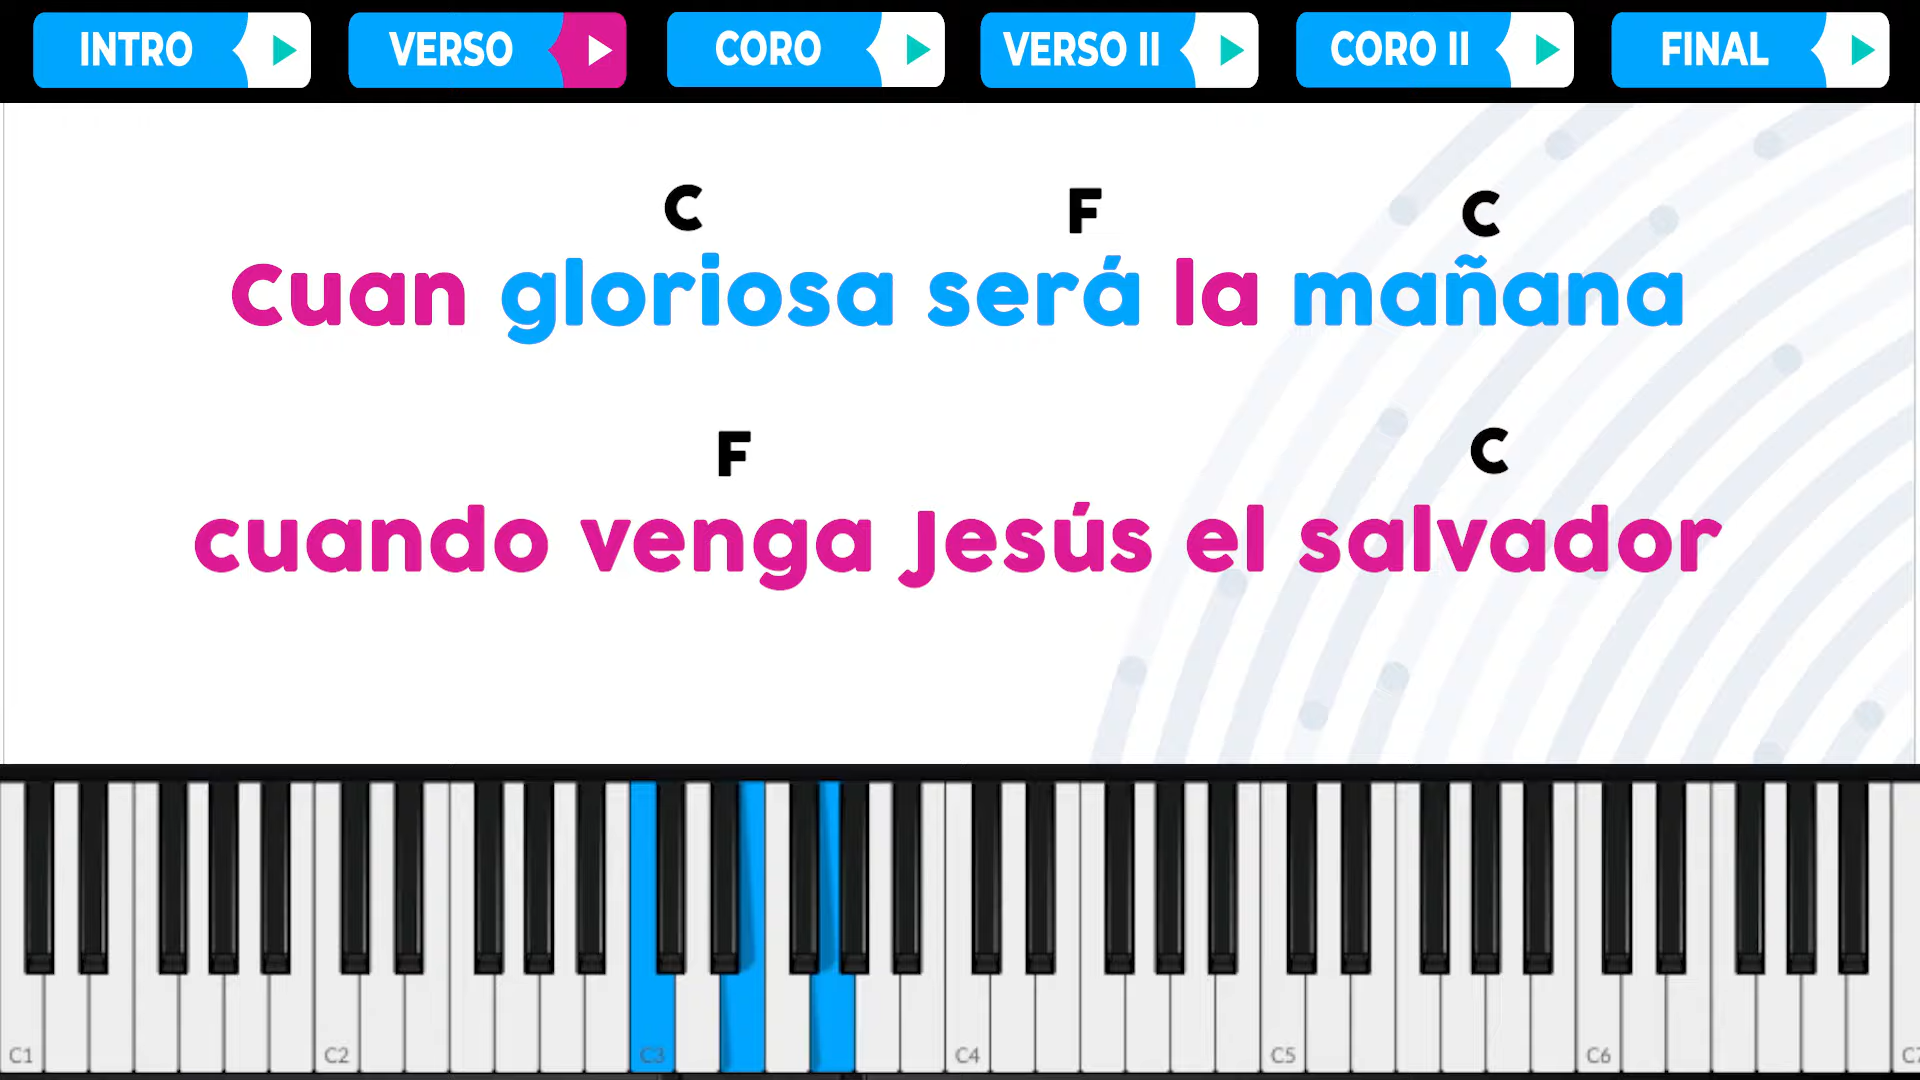 INTRO VERSO CORO VERSO II CORO II FINAL
C F C
Cuan gloriosa será la mañana
F C
cuando venga Jesús el salvador
C1 C2 C3 C4 C5 C6 C7